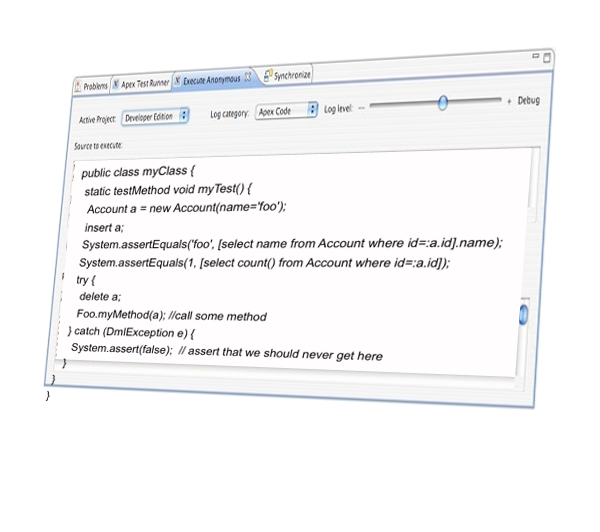 Problems Apex Test Runner Execute Anonymous Synchronize
Active Project: Developer Edition Log category: Apex Code Log level: -- + Debug
Source to execute:
public class myClass {
static testMethod void myTest() {
Account a = new Account(name='foo');
insert a;
System.assertEquals('foo', [select name from Account where id=:a.id].name);
System.assertEquals(1, [select count() from Account where id=:a.id]);
try {
delete a;
Foo.myMethod(a); //call some method
} catch (DmlException e) {
System.assert(false); // assert that we should never get here
}
}
}